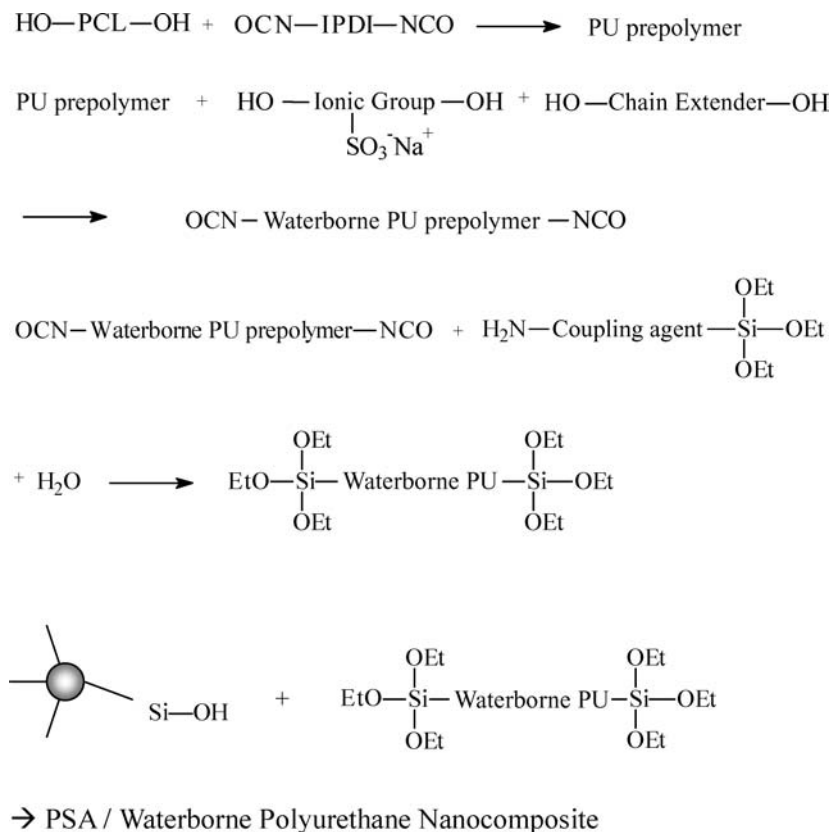 HO—PCL—OH + OCN—IPDI—NCO ⟶ PU prepolymer
PU prepolymer + HO—Ionic Group—OH + HO—Chain Extender—OH
SO₃⁻Na⁺
⟶ OCN—Waterborne PU prepolymer—NCO
OEt
OCN—Waterborne PU prepolymer—NCO + H₂N—Coupling agent—Si—OEt
OEt
OEt OEt
+ H₂O ⟶ EtO—Si—Waterborne PU—Si—OEt
OEt OEt
OEt OEt
Si—OH + EtO—Si—Waterborne PU—Si—OEt
OEt OEt
→ PSA / Waterborne Polyurethane Nanocomposite